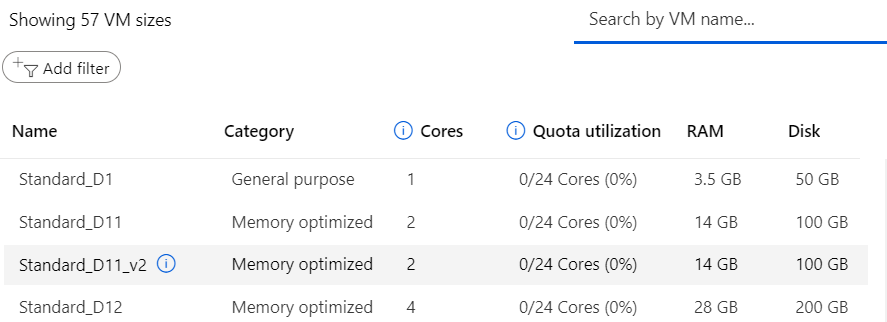 Showing 57 VM sizes
Search by VM name...
Add filter
Name Category Cores Quota utilization RAM Disk
Standard_D1 General purpose 1 0/24 Cores (0%) 3.5 GB 50 GB
Standard_D11 Memory optimized 2 0/24 Cores (0%) 14 GB 100 GB
Standard_D11_v2 Memory optimized 2 0/24 Cores (0%) 14 GB 100 GB
Standard_D12 Memory optimized 4 0/24 Cores (0%) 28 GB 200 GB